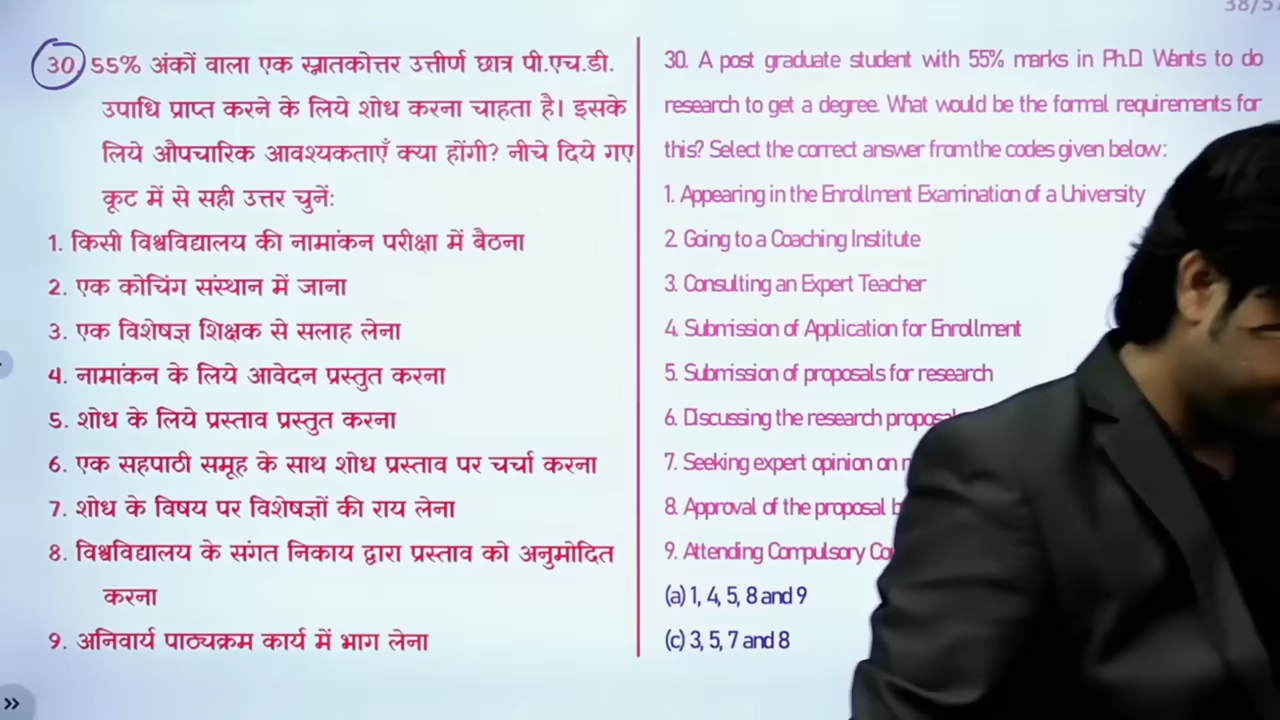 38/57
30. 55% अंकों वाला एक स्नातकोत्तर उत्तीर्ण छात्र पी.एच.डी.
उपाधि प्राप्त करने के लिये शोध करना चाहता है। इसके
लिये औपचारिक आवश्यकताएँ क्या होंगी? नीचे दिये गए
कूट में से सही उत्तर चुनें:
1. किसी विश्वविद्यालय की नामांकन परीक्षा में बैठना
2. एक कोचिंग संस्थान में जाना
3. एक विशेषज्ञ शिक्षक से सलाह लेना
4. नामांकन के लिये आवेदन प्रस्तुत करना
5. शोध के लिये प्रस्ताव प्रस्तुत करना
6. एक सहपाठी समूह के साथ शोध प्रस्ताव पर चर्चा करना
7. शोध के विषय पर विशेषज्ञों की राय लेना
8. विश्वविद्यालय के संगत निकाय द्वारा प्रस्ताव को अनुमोदित
करना
9. अनिवार्य पाठ्यक्रम कार्य में भाग लेना
30. A post graduate student with 55% marks in Ph.D. Wants to do
research to get a degree. What would be the formal requirements for
this? Select the correct answer from the codes given below:
1. Appearing in the Enrollment Examination of a University
2. Going to a Coaching Institute
3. Consulting an Expert Teacher
4. Submission of Application for Enrollment
5. Submission of proposals for research
6. Discussing the research
7. Seeking expert opinion on
8. Approval of the proposal
9. Attending Compulsory
(a) 1, 4, 5, 8 and 9
(c) 3, 5, 7 and 8